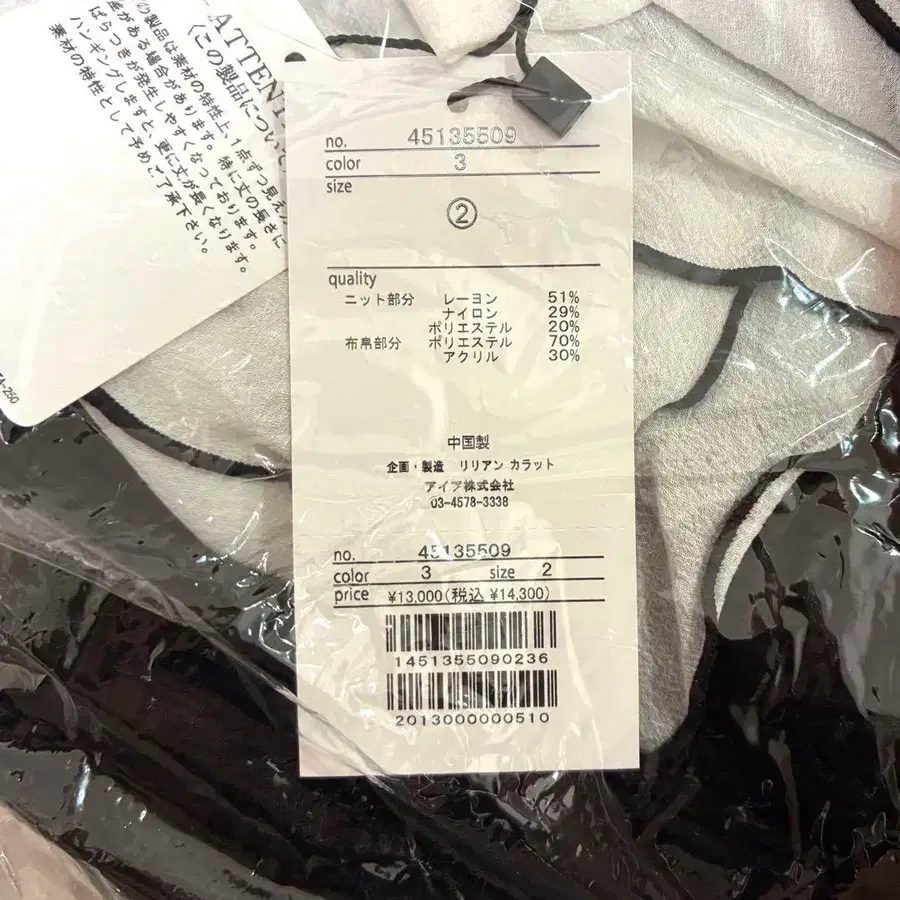 ATTEN
〈この製品について
の製品は素材の特性上、1点ずつ見え
がある場合があります。特に丈の長さに
ばらつきが発生しやすくなっております。
ハンギングしますと、更に丈が長くなります。
素材の特性として予めご了承下さい。
-250
no. 45135509
color 3
size
②
quality
ニット部分 レーヨン 51%
ナイロン 29%
ポリエステル 20%
布帛部分 ポリエステル 70%
アクリル 30%
中国製
企画・製造 リリアン カラット
アイア株式会社
03-4578-3338
no. 45135509
color 3 size 2
price ¥13,000(税込 ¥14,300)
1451355090236
2013000000510